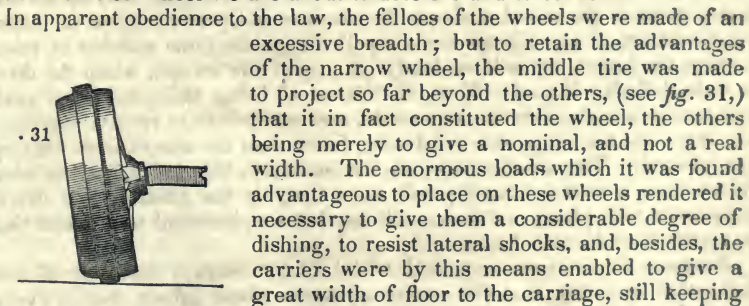 In apparent obedience to the law, the felloes of the wheels were made of an
excessive breadth; but to retain the advantages
of the narrow wheel, the middle tire was made
to project so far beyond the others, (see fig. 31,)
that it in fact constituted the wheel, the others
being merely to give a nominal, and not a real
width. The enormous loads which it was found
advantageous to place on these wheels rendered it
necessary to give them a considerable degree of
dishing, to resist lateral shocks, and, besides, the
carriers were by this means enabled to give a
great width of floor to the carriage, still keeping
. 31